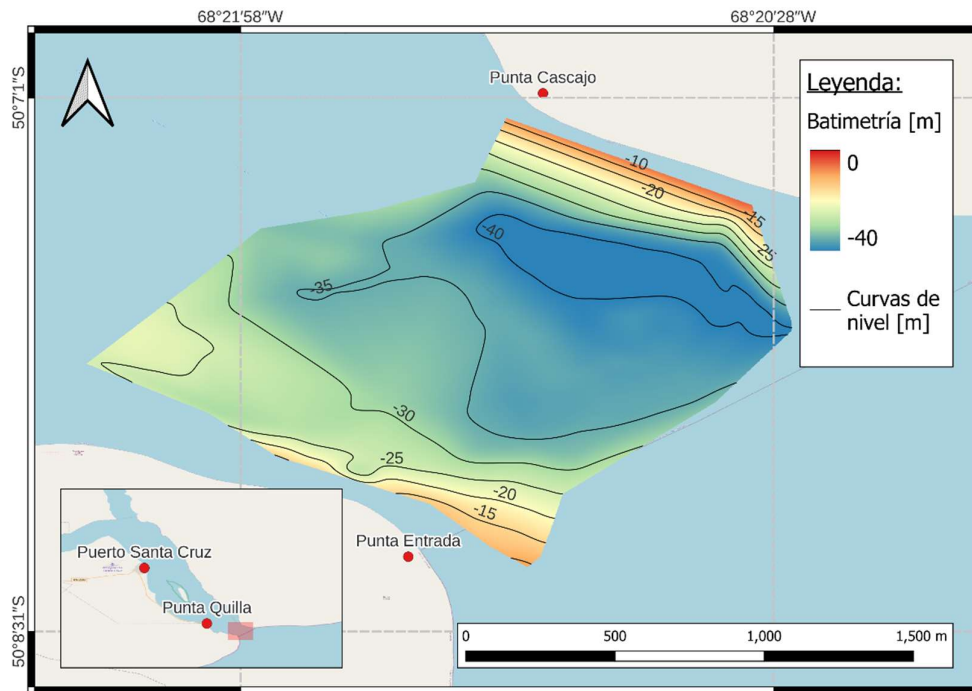 68°21′58″W
68°20′28″W
50°7′1″S
Punta Cascajo
Leyenda:
Batimetría [m]
0
-40
Curvas de
nivel [m]
-10
-20
-15
-25
-40
-35
-30
-25
-20
-15
Punta Entrada
Puerto Santa Cruz
Punta Quilla
50°8′31″S
0
500
1,000
1,500 m